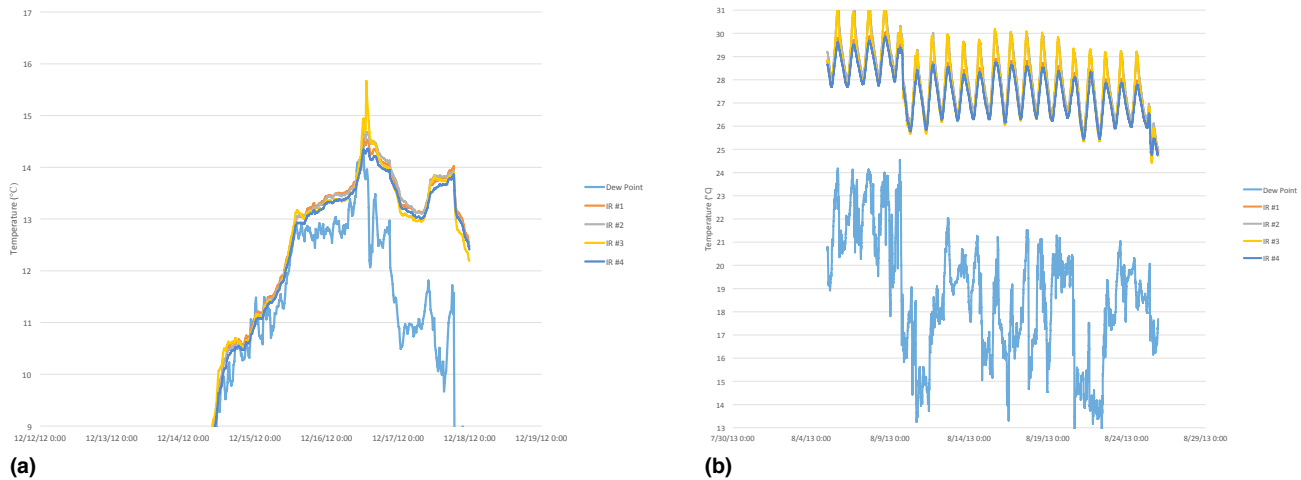 17
16
15
14
13
12
11
10
9
Temperature (°C)
12/12/12 0:00 12/13/12 0:00 12/14/12 0:00 12/15/12 0:00 12/16/12 0:00 12/17/12 0:00 12/18/12 0:00 12/19/12 0:00
Dew Point
IR #1
IR #2
IR #3
IR #4
(a)
31
30
29
28
27
26
25
24
23
22
21
20
19
18
17
16
15
14
13
Temperature (°C)
7/30/13 0:00 8/4/13 0:00 8/9/13 0:00 8/14/13 0:00 8/19/13 0:00 8/24/13 0:00 8/29/13 0:00
Dew Point
IR #1
IR #2
IR #3
IR #4
(b)